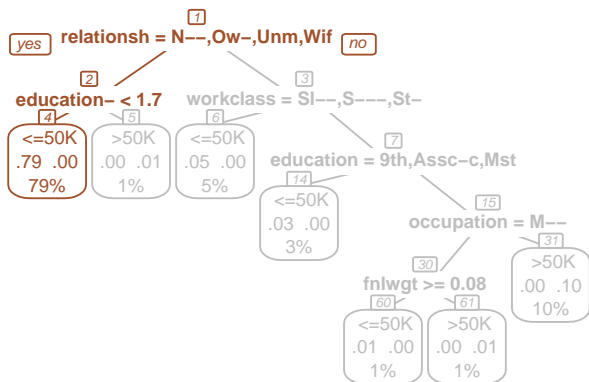 1
yes relationsh = N--,Ow-,Unm,Wif no
2 3
education- < 1.7 workclass = Sl--,S---,St-
4 5 6 7
<=50K >50K <=50K
.79 .00 .00 .01 .05 .00
79% 1% 5%
education = 9th,Assc-c,Mst
14 15
<=50K
.03 .00
3%
occupation = M--
30 31
fnlwgt >= 0.08
>50K
.00 .10
10%
60 61
<=50K >50K
.01 .00 .00 .01
1% 1%